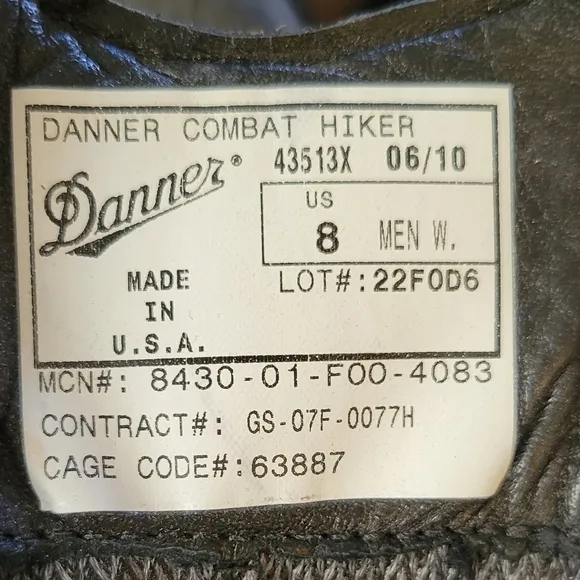 DANNER COMBAT HIKER
Danner® 43513X 06/10
US
8 MEN W.
MADE
IN
U.S.A.
LOT#: 22F0D6
MCN#: 8430-01-F00-4083
CONTRACT#: GS-07F-0077H
CAGE CODE#: 63887